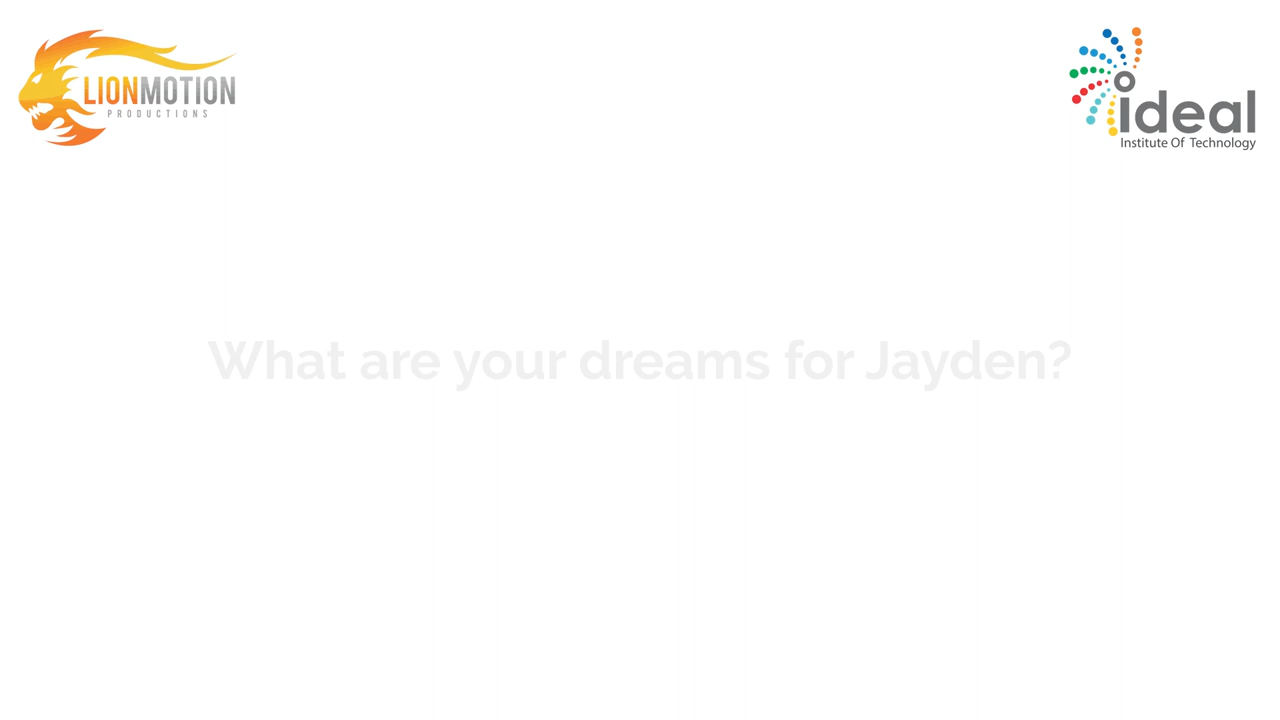 LIONMOTION
PRODUCTIONS
ideal
Institute Of Technology
What are your dreams for Jayden?